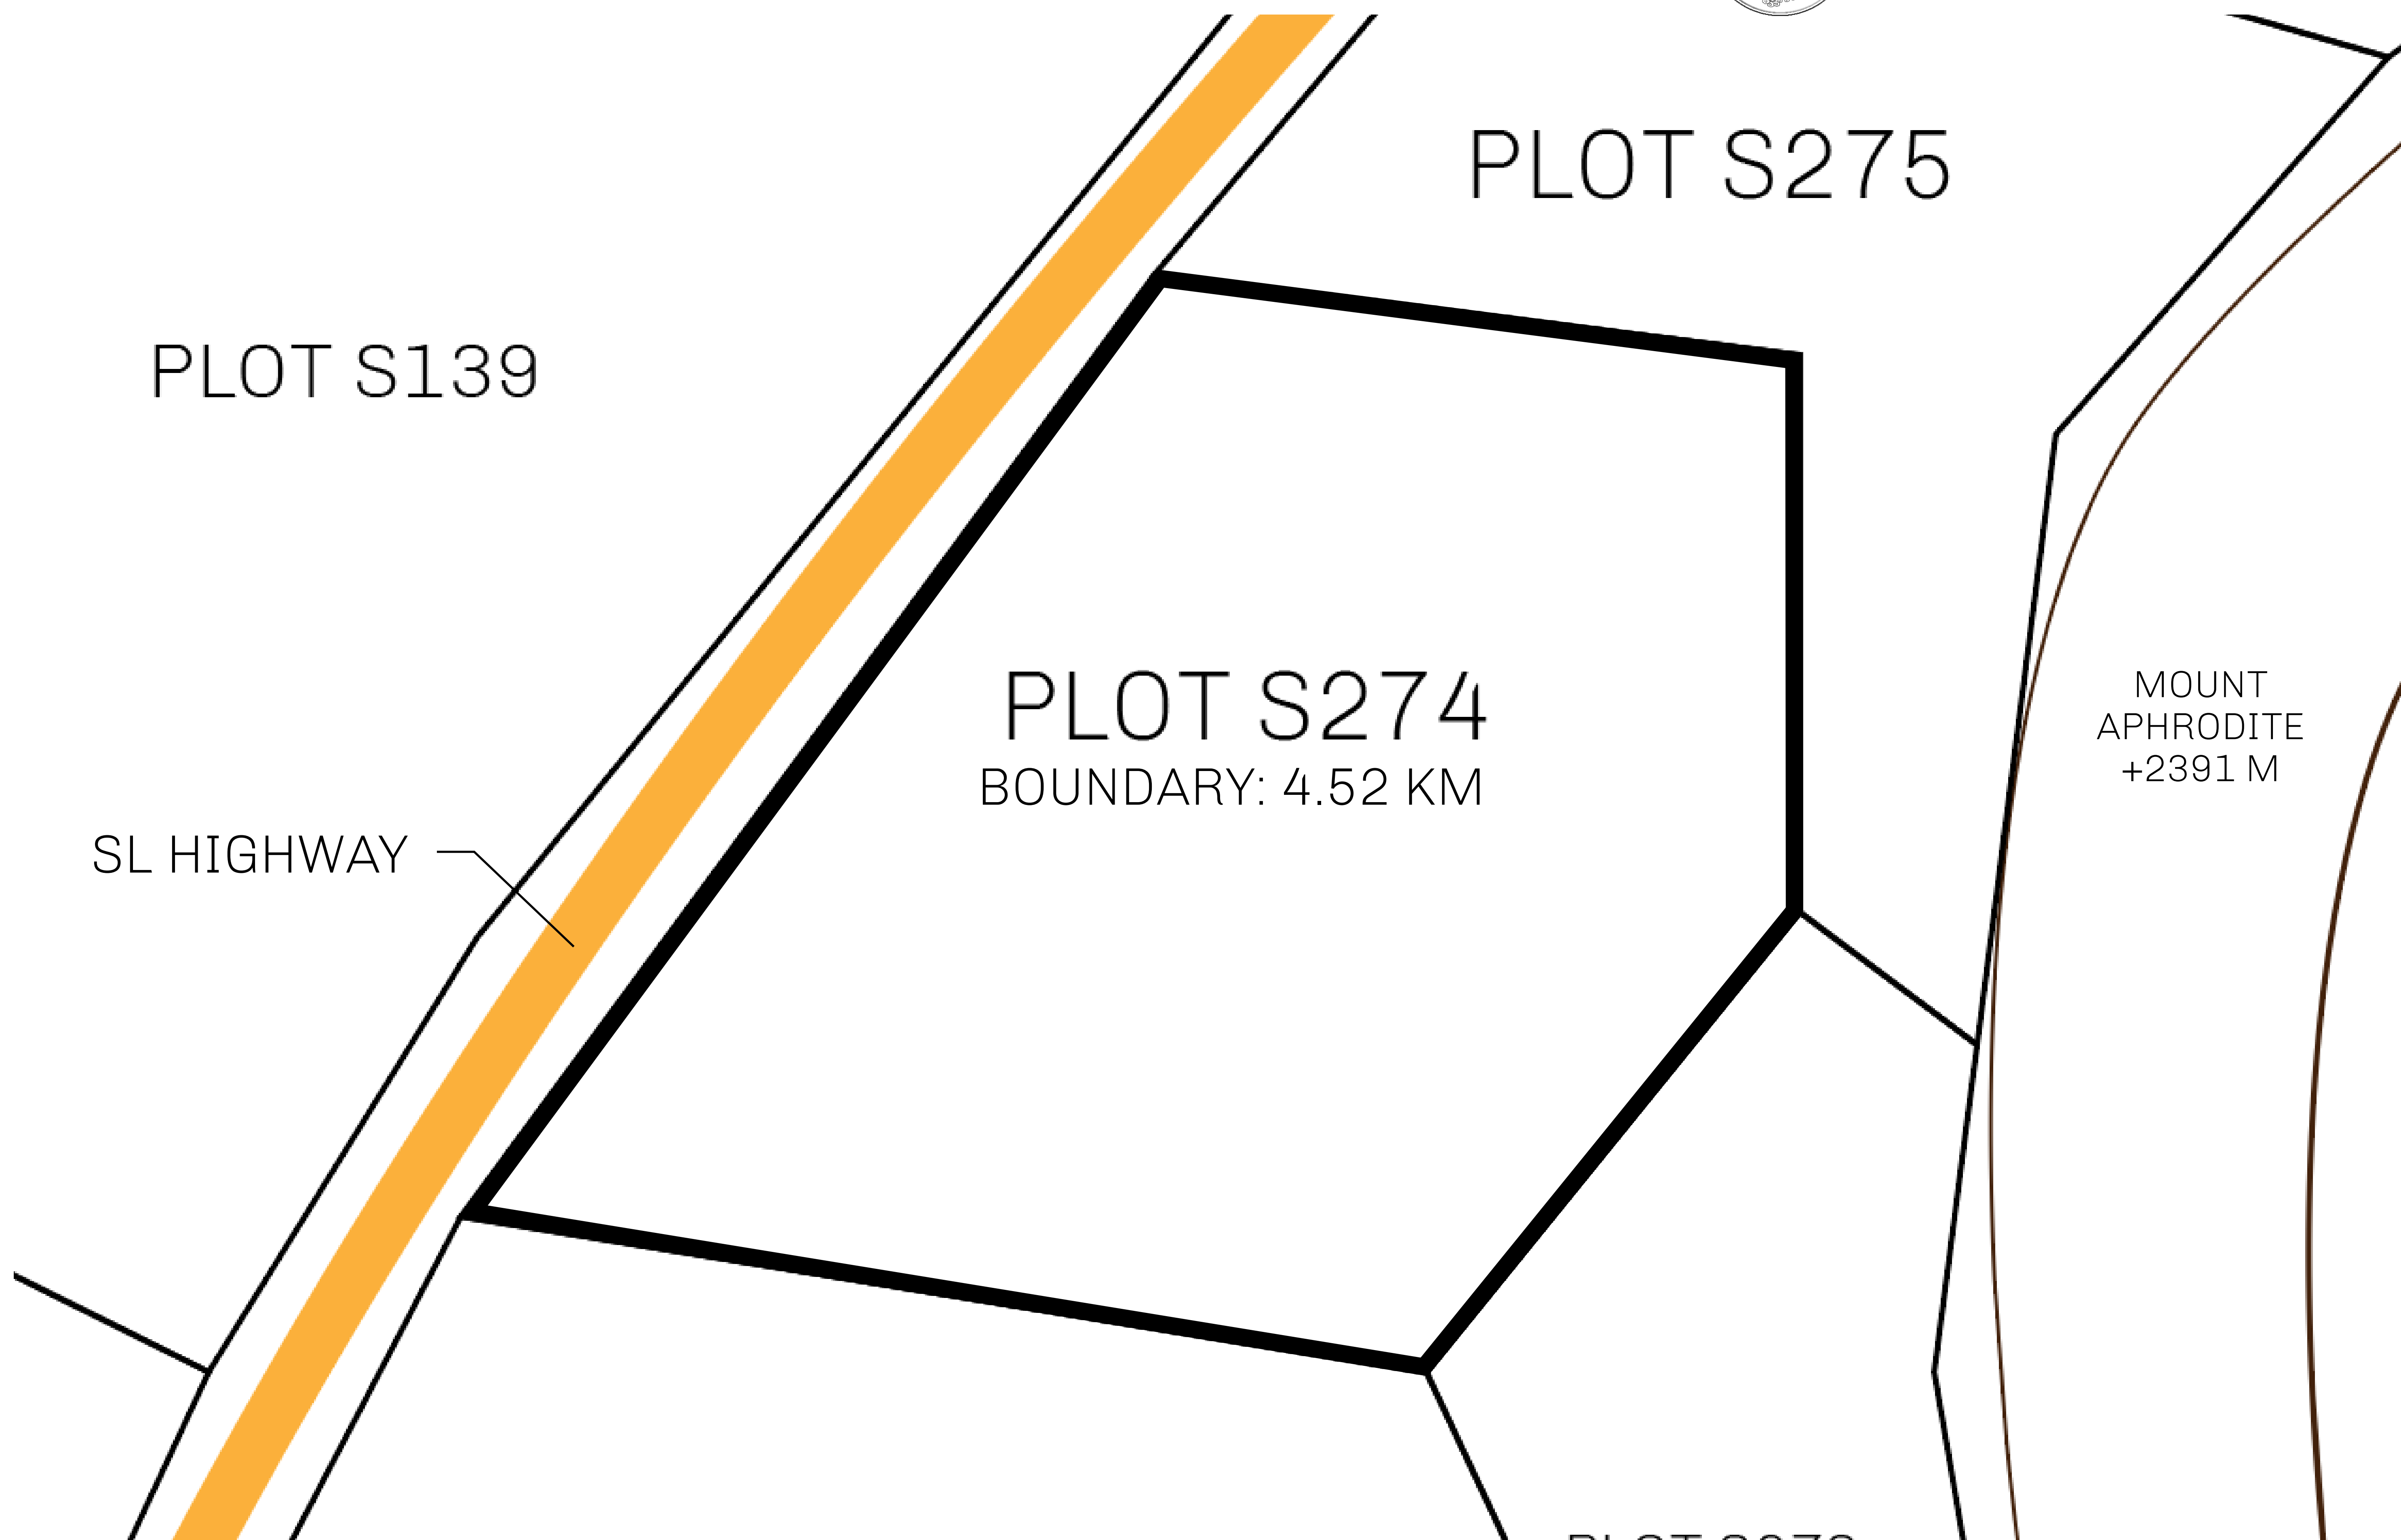 PLOT S275
PLOT S139
PLOT S274
BOUNDARY: 4.52 KM
MOUNT
APHRODITE
+2391 M
SL HIGHWAY